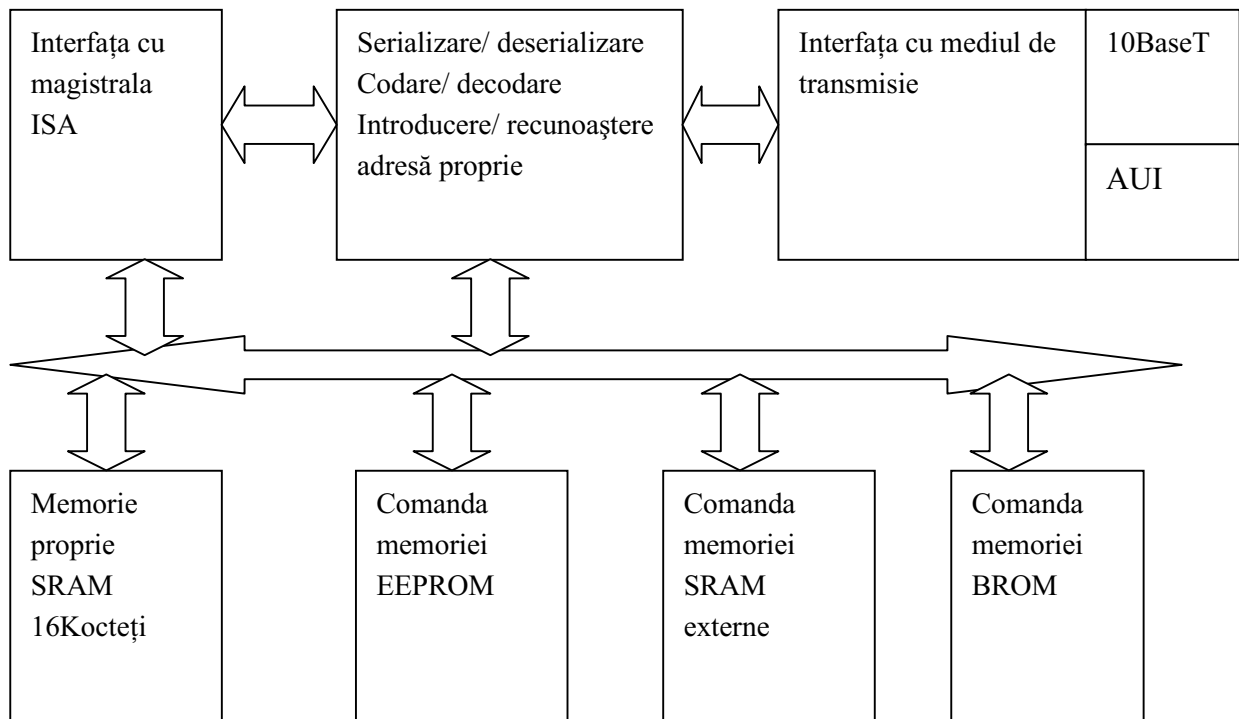 Interfața cu
magistrala
ISA
Serializare/ deserializare
Codare/ decodare
Introducere/ recunoaştere
adresă proprie
Interfața cu mediul de
transmisie
10BaseT
AUI
Memorie
proprie
SRAM
16Kocteți
Comanda
memoriei
EEPROM
Comanda
memoriei
SRAM
externe
Comanda
memoriei
BROM